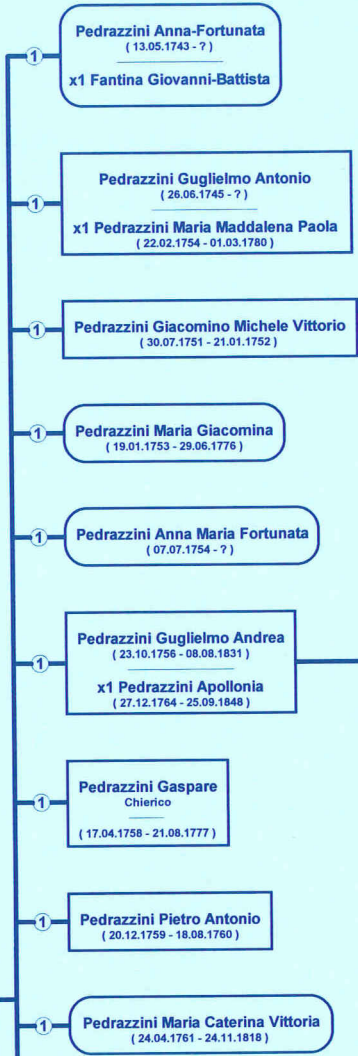 Pedrazzini Anna-Fortunata
( 13.05.1743 - ? )
1
x1 Fantina Giovanni-Battista
Pedrazzini Guglielmo Antonio
( 26.06.1745 - ? )
1
x1 Pedrazzini Maria Maddalena Paola
( 22.02.1754 - 01.03.1780 )
1
Pedrazzini Giacomino Michele Vittorio
( 30.07.1751 - 21.01.1752 )
1
Pedrazzini Maria Giacomina
( 19.01.1753 - 29.06.1776 )
1
Pedrazzini Anna Maria Fortunata
( 07.07.1754 - ? )
Pedrazzini Guglielmo Andrea
( 23.10.1756 - 08.08.1831 )
1
x1 Pedrazzini Apollonia
( 27.12.1764 - 25.09.1848 )
Pedrazzini Gaspare
Chierico
1
( 17.04.1758 - 21.08.1777 )
1
Pedrazzini Pietro Antonio
( 20.12.1759 - 18.08.1760 )
1
Pedrazzini Maria Caterina Vittoria
( 24.04.1761 - 24.11.1818 )